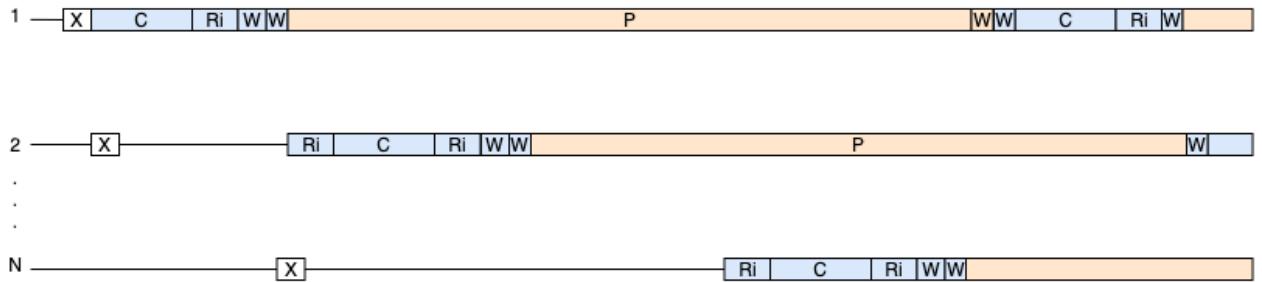 1 X C Ri W W P W W C Ri W
2 X Ri C Ri W W P W
.
.
.
N X Ri C Ri W W